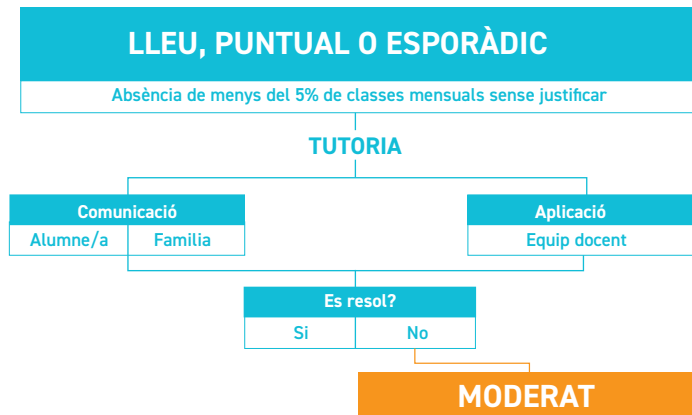 LLEU, PUNTUAL O ESPORÀDIC
Absència de menys del 5% de classes mensuals sense justificar
TUTORIA
Comunicació
Alumne/a
Familia
Aplicació
Equip docent
Es resol?
Si
No
MODERAT